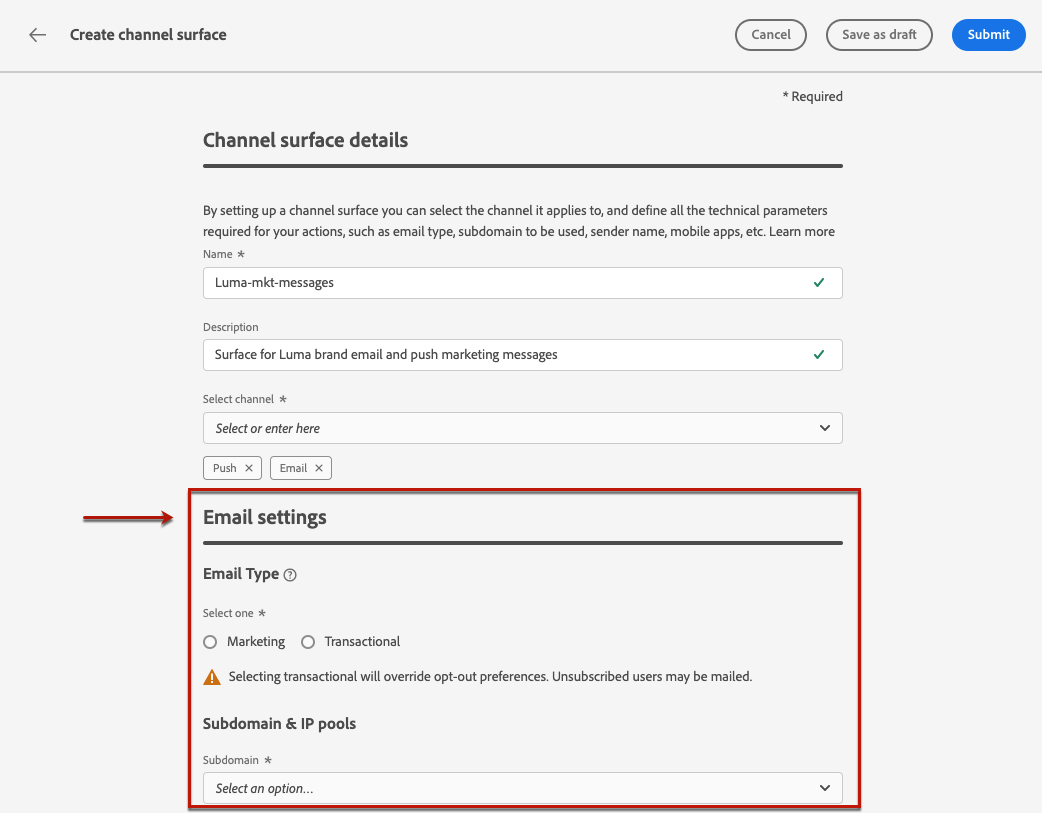 Create channel surface
Cancel
Save as draft
Submit
* Required
Channel surface details
By setting up a channel surface you can select the channel it applies to, and define all the technical parameters
required for your actions, such as email type, subdomain to be used, sender name, mobile apps, etc. Learn more
Name *
Luma-mkt-messages
Description
Surface for Luma brand email and push marketing messages
Select channel *
Select or enter here
Push
Email
Email settings
Email Type
Select one *
Marketing
Transactional
Selecting transactional will override opt-out preferences. Unsubscribed users may be mailed.
Subdomain & IP pools
Subdomain *
Select an option...